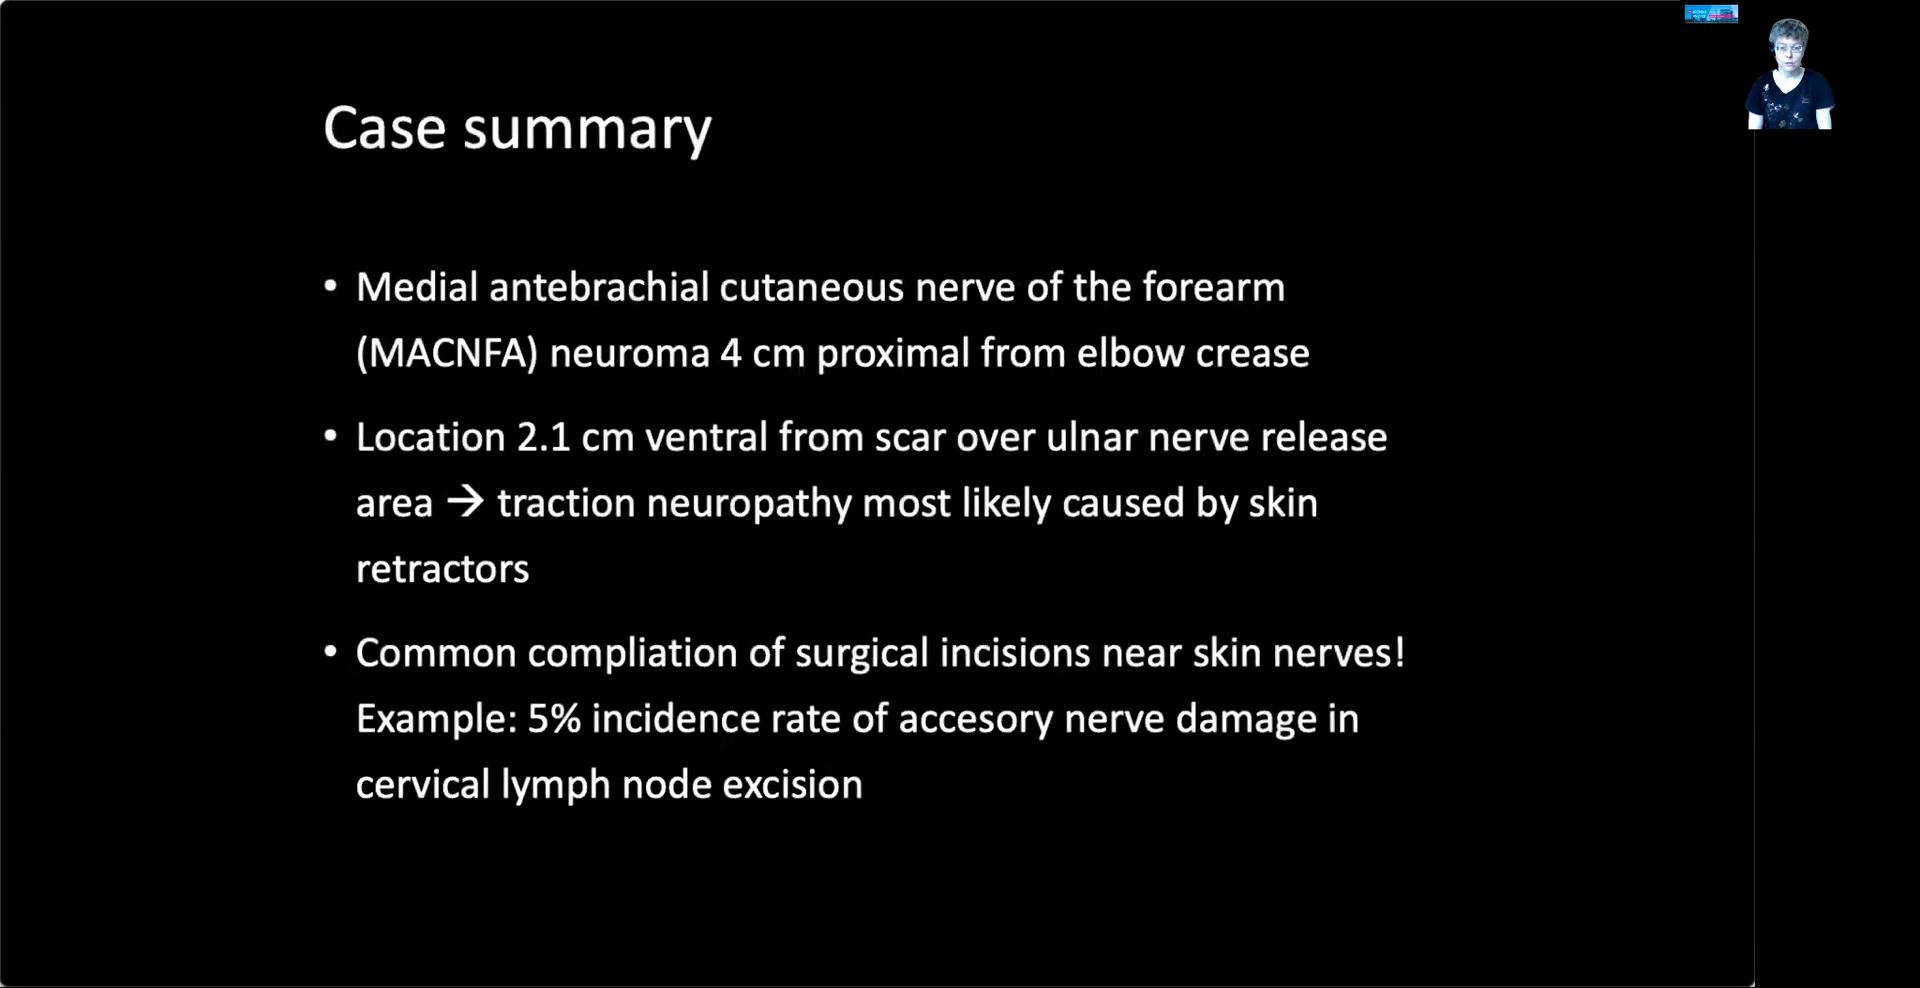 Case summary
• Medial antebrachial cutaneous nerve of the forearm
(MACNFA) neuroma 4 cm proximal from elbow crease
• Location 2.1 cm ventral from scar over ulnar nerve release
area → traction neuropathy most likely caused by skin
retractors
• Common compliation of surgical incisions near skin nerves!
Example: 5% incidence rate of accesory nerve damage in
cervical lymph node excision